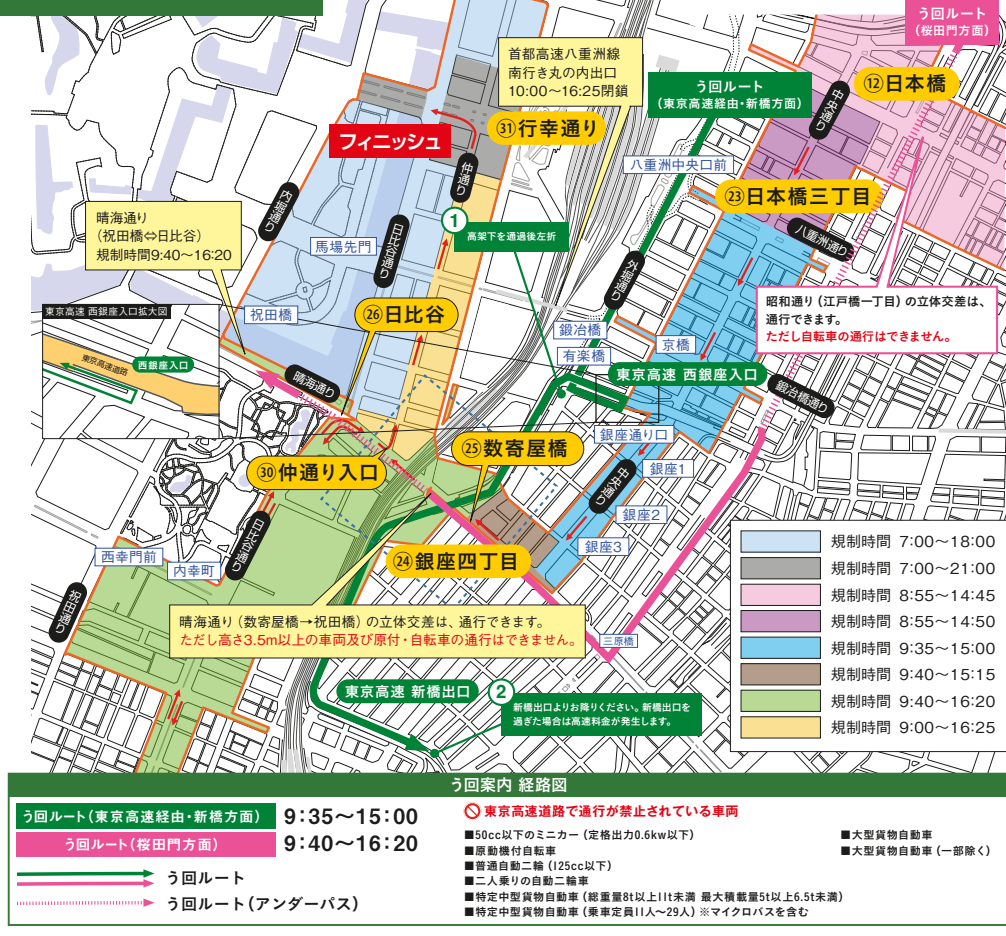 う回ルート
(桜田門方面)
首都高速八重洲線
南行き丸の内出口
10:00〜16:25閉鎖
う回ルート
(東京高速経由・新橋方面)
⑫日本橋
中央通り
㉛行幸通り
フィニッシュ
仲通り
八重洲中央口前
㉓日本橋三丁目
内堀通り
晴海通り
(祝田橋⇔日比谷)
規制時間9:40〜16:20
1
高架下を通過後左折
日比谷通り
馬場先門
外堀通り
八重洲通り
昭和通り(江戸橋一丁目)の立体交差は、
通行できます。
ただし自転車の通行はできません。
東京高速 西銀座入口拡大図
東京高速道路
西銀座入口
祝田橋
㉖日比谷
鍛冶橋
有楽橋
京橋
東京高速 西銀座入口
晴海通り
鍛冶橋通り
銀座通り口
㉕数寄屋橋
銀座1
中央通り
㉚仲通り入口
銀座2
銀座3
日比谷通り
西幸門前
内幸町
㉔銀座四丁目
祝田通り
晴海通り(数寄屋橋→祝田橋)の立体交差は、通行できます。
ただし高さ3.5m以上の車両及び原付・自転車の通行はできません。
三原橋
規制時間 7:00〜18:00
規制時間 7:00〜21:00
規制時間 8:55〜14:45
規制時間 8:55〜14:50
規制時間 9:35〜15:00
規制時間 9:40〜15:15
規制時間 9:40〜16:20
規制時間 9:00〜16:25
東京高速 新橋出口
2
新橋出口よりお降りください。新橋出口を
過ぎた場合は高速料金が発生します。
う回案内 経路図
う回ルート(東京高速経由・新橋方面) 9:35〜15:00
う回ルート(桜田門方面) 9:40〜16:20
う回ルート
う回ルート(アンダーパス)
東京高速道路で通行が禁止されている車両
■50cc以下のミニカー(定格出力0.6kw以下)
■原動機付自転車
■普通自動二輪(125cc以下)
■二人乗りの自動二輪車
■特定中型貨物自動車(総重量8t以上11t未満 最大積載量5t以上6.5t未満)
■特定中型貨物自動車(乗車定員11人〜29人)※マイクロバスを含む
■大型貨物自動車
■大型貨物自動車(一部除く)